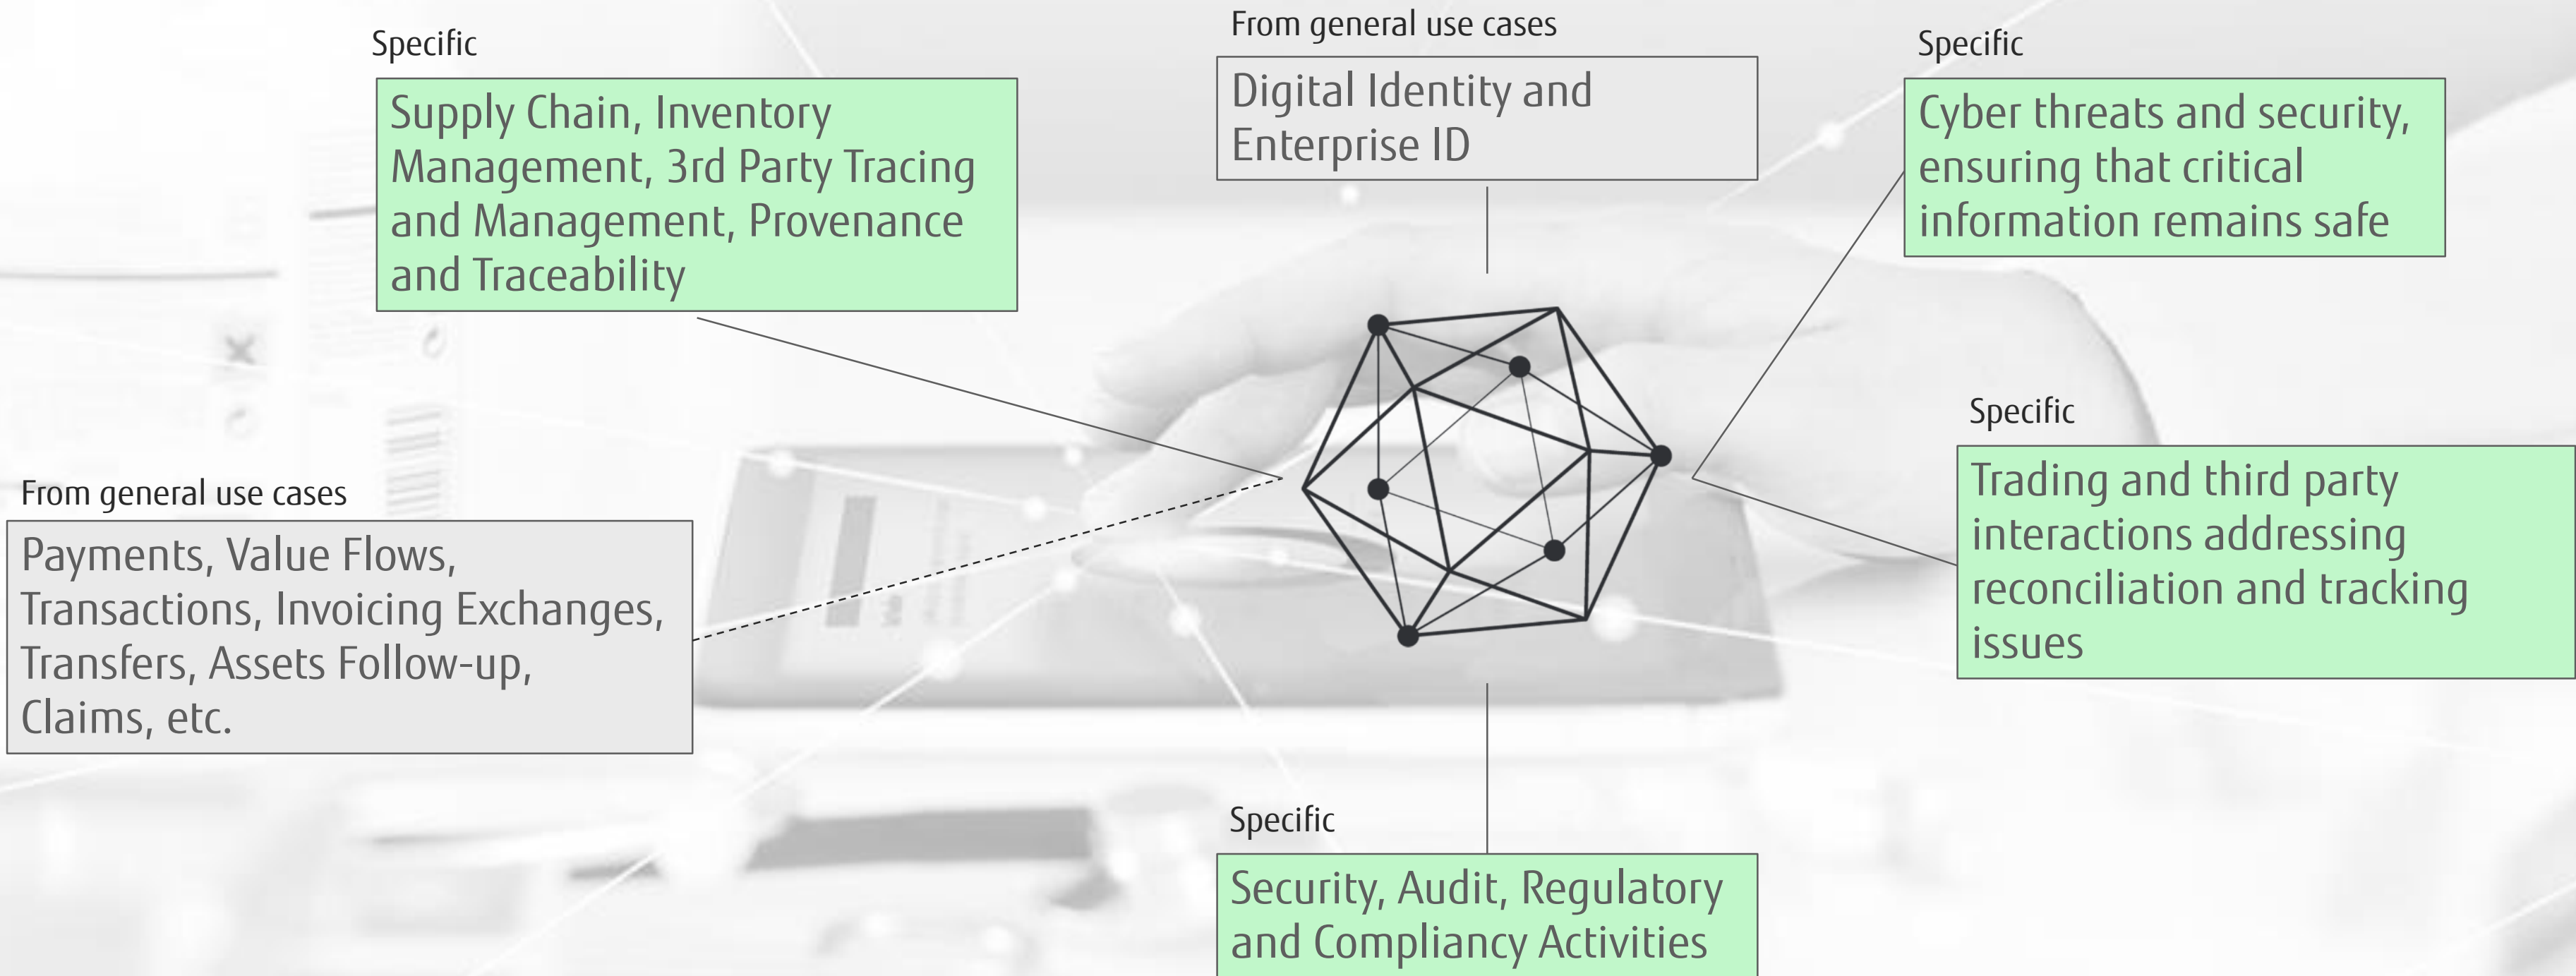 Specific
Supply Chain, Inventory
Management, 3rd Party Tracing
and Management, Provenance
and Traceability
From general use cases
Digital Identity and
Enterprise ID
Specific
Cyber threats and security,
ensuring that critical
information remains safe
From general use cases
Payments, Value Flows,
Transactions, Invoicing Exchanges,
Transfers, Assets Follow-up,
Claims, etc.
Specific
Trading and third party
interactions addressing
reconciliation and tracking
issues
Specific
Security, Audit, Regulatory
and Compliancy Activities